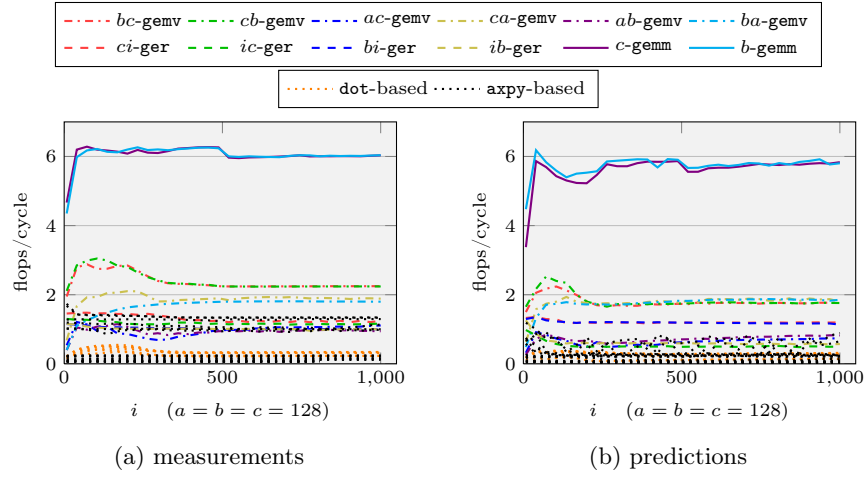 bc-gemv cb-gemv ac-gemv ca-gemv ab-gemv ba-gemv
ci-ger ic-ger bi-ger ib-ger c-gemm b-gemm
dot-based axpy-based
flops/cycle
6
4
2
0
0 500 1,000
i (a = b = c = 128)
(a) measurements
flops/cycle
6
4
2
0
0 500 1,000
i (a = b = c = 128)
(b) predictions